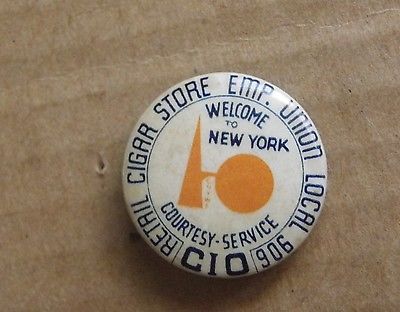 RETAIL CIGAR STORE EMP. UNION LOCAL 906
CIO
WELCOME
TO
NEW YORK
COURTESY-SERVICE